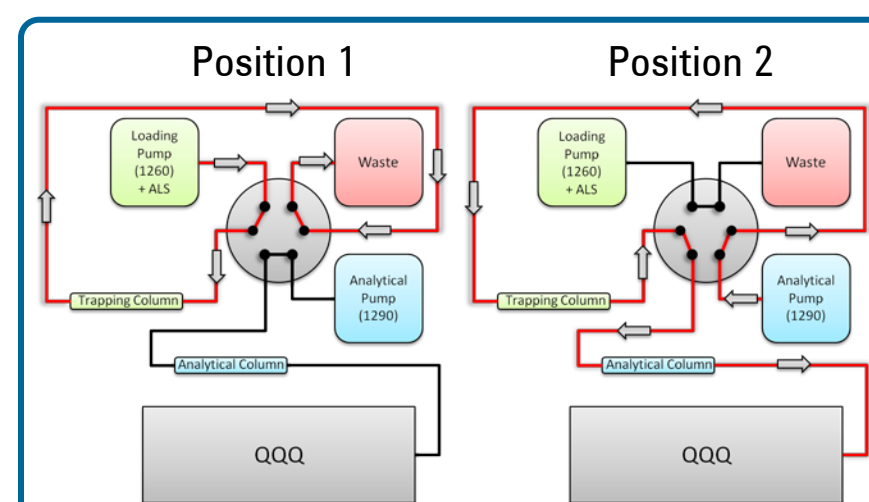 Position 1
Loading
Pump
(1260)
+ ALS
Waste
Trapping Column
Analytical
Pump
(1290)
Analytical Column
QQQ
Position 2
Loading
Pump
(1260)
+ ALS
Waste
Trapping Column
Analytical
Pump
(1290)
Analytical Column
QQQ